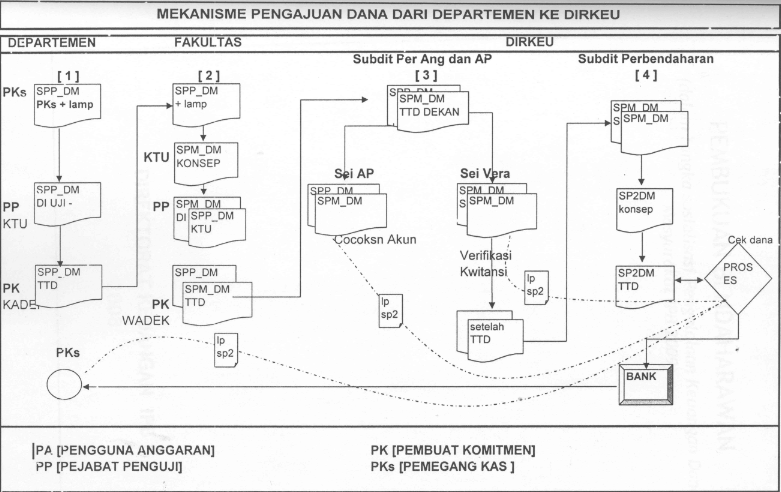 MEKANISME PENGAJUAN DANA DARI DEPARTEMEN KE DIRKEU
DEPARTEMEN
FAKULTAS
DIRKEU
Subdit Per Ang dan AP
Subdit Perbendaharan
[ 1 ]
[ 2 ]
[ 3 ]
[ 4 ]
PKs
SPP_DM
PKs + lamp
PP
KTU
SPP_DM
DI UJI -
PK
SPP_DM
TTD
SPP_DM
+ lamp
KTU
SPM_DM
KONSEP
PP
SPM_DM
DI
SPP_DM
KTU
SPP_DM
SPM_DM
TTD
PK
WADEK
SPM_DM
TTD DEKAN
Sei AP
SPP_DM
SPM_DM
Cocoksn Akun
Sei Vera
SPM_DM
SPM_DM
Verifikasi
Kwitansi
setelah
TTD
lp
sp2
lp
sp2
lp
sp2
SPM_DM
SPM_DM
SP2DM
konsep
SP2DM
TTD
Cek dana
PROS
ES
BANK
PKs
PA [PENGGUNA ANGGARAN]
PP [PEJABAT PENGUJI]
PK [PEMBUAT KOMITMEN]
PKs [PEMEGANG KAS ]